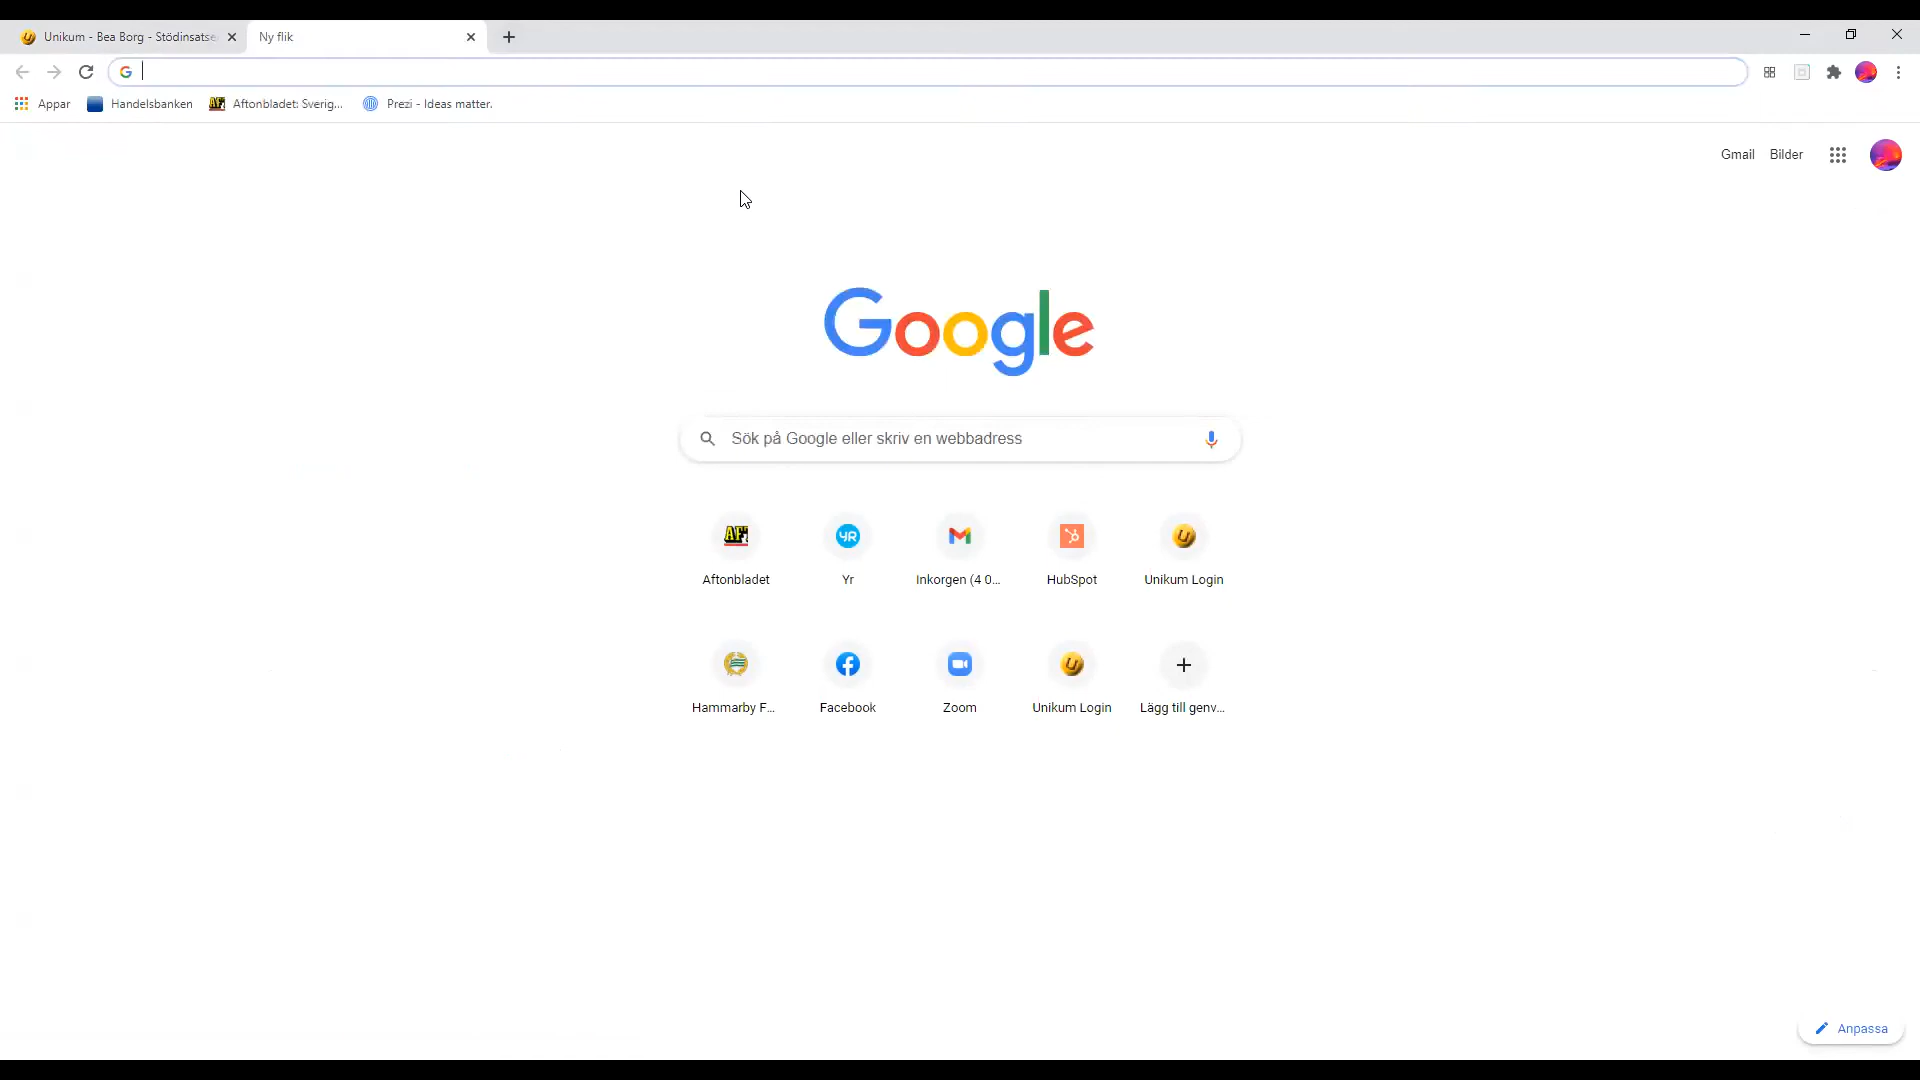 Unikum - Bea Borg - Stödinsatse
Ny flik
Appar
Handelsbanken
Aftonbladet: Sverig...
Prezi - Ideas matter.
Gmail
Bilder
Google
Sök på Google eller skriv en webbadress
Aftonbladet
Yr
Inkorgen (4 0...
HubSpot
Unikum Login
Hammarby F...
Facebook
Zoom
Unikum Login
Lägg till genv...
Anpassa